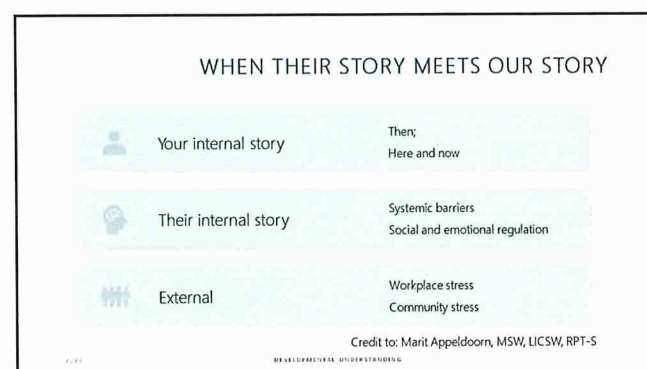 WHEN THEIR STORY MEETS OUR STORY
Your internal story
Then;
Here and now
Their internal story
Systemic barriers
Social and emotional regulation
External
Workplace stress
Community stress
Credit to: Marit Appeldoorn, MSW, LICSW, RPT-S
DEVELOPMENTAL UNDERSTANDING